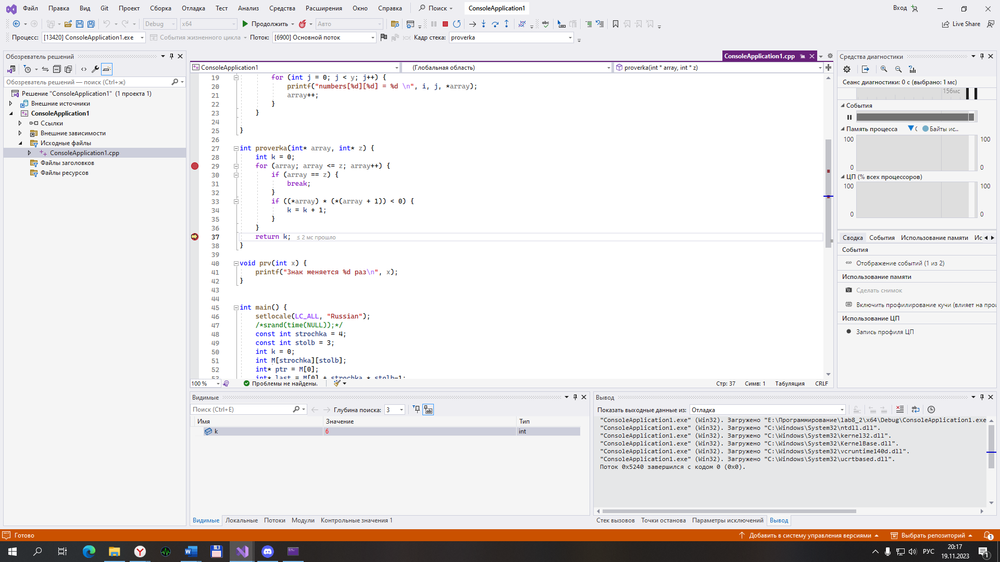 Файл Правка Вид Git Проект Сборка Отладка Тест Анализ Средства Расширения Окно Справка Поиск ConsoleApplication1 Вход
Debug x64 Продолжить Авто Live Share
Процесс: [13420] ConsoleApplication1.exe События жизненного цикла Поток: [6900] Основной поток Кадр стека: proverka
Обозреватель решений
Обозреватель решений — поиск (Ctrl+ж)
Решение "ConsoleApplication1" (1 проекта 1)
Внешние источники
ConsoleApplication1
Ссылки
Внешние зависимости
Исходные файлы
ConsoleApplication1.cpp
Файлы заголовков
Файлы ресурсов
ConsoleApplication1.cpp
ConsoleApplication1 (Глобальная область) proverka(int * array, int * z)
19 for (int j = 0; j < y; j++) {
20 printf("numbers[%d][%d] = %d \n", i, j, *array);
21 array++;
22 }
23 }
24
25 }
26
27 int proverka(int* array, int* z) {
28 int k = 0;
29 for (array; array <= z; array++) {
30 if (array == z) {
31 break;
32 }
33 if ((*array) * (*(array + 1)) < 0) {
34 k = k + 1;
35 }
36 }
37 return k; ≤ 2 мс прошло
38 }
39
40 void prv(int x) {
41 printf("Знак меняется %d раз\n", x);
42 }
43
44
45 int main() {
46 setlocale(LC_ALL, "Russian");
47 /*srand(time(NULL));*/
48 const int strochka = 4;
49 const int stolb = 3;
50 int k = 0;
51 int M[strochka][stolb];
52 int* ptr = M[0];
53 int* last = M[0] + strochka * stolb-1;
100 % Проблемы не найдены. Стр: 37 Симв: 1 Табуляция CRLF
Средства диагностики
Сеанс диагностики: 0 с (выбрано: 1 мс)
156мс
События
Память процесса С Байты ис...
100 100
0 0
ЦП (% всех процессоров)
100 100
0 0
Сводка События Использование памяти Ис
События
Отображение событий (1 из 2)
Использование памяти
Сделать снимок
Включить профилирование кучи (влияет на прои
Использование ЦП
Запись профиля ЦП
Видимые
Поиск (Ctrl+E) Глубина поиска: 3
Имя Значение Тип
k 6 int
Видимые Локальные Потоки Модули Контрольные значения 1
Вывод
Показать выходные данные из: Отладка
"ConsoleApplication1.exe" (Win32). Загружено "E:\Программирование\lab8_2\x64\Debug\ConsoleApplication1.exe
"ConsoleApplication1.exe" (Win32). Загружено "C:\Windows\System32\ntdll.dll".
"ConsoleApplication1.exe" (Win32). Загружено "C:\Windows\System32\kernel32.dll".
"ConsoleApplication1.exe" (Win32). Загружено "C:\Windows\System32\KernelBase.dll".
"ConsoleApplication1.exe" (Win32). Загружено "C:\Windows\System32\vcruntime140d.dll".
"ConsoleApplication1.exe" (Win32). Загружено "C:\Windows\System32\ucrtbased.dll".
Поток 0x5240 завершился с кодом 0 (0x0).
Стек вызовов Точки останова Параметры исключений Вывод
Готово Добавить в систему управления версиями Выбрать репозиторий 1
РУС 20:17
19.11.2023 1